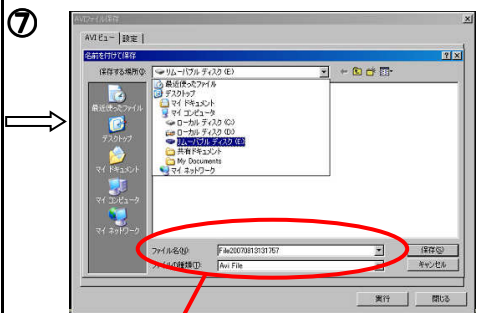 ⑦
AVIファイル保存
AVIビュー 設定
名前を付けて保存
保存する場所(I): リムーバブル ディスク (E:)
最近使ったファイル
デスクトップ
マイ ドキュメント
マイ コンピュータ
ローカル ディスク (C:)
ローカル ディスク (D:)
リムーバブル ディスク (E:)
共有ドキュメント
My Documents
マイ ネットワーク
最近使ったファイル
デスクトップ
マイ ドキュメント
マイ コンピュータ
マイ ネットワーク
ファイル名(N): File20070813131757 保存(S)
ファイルの種類(T): Avi File キャンセル
実行 閉じる